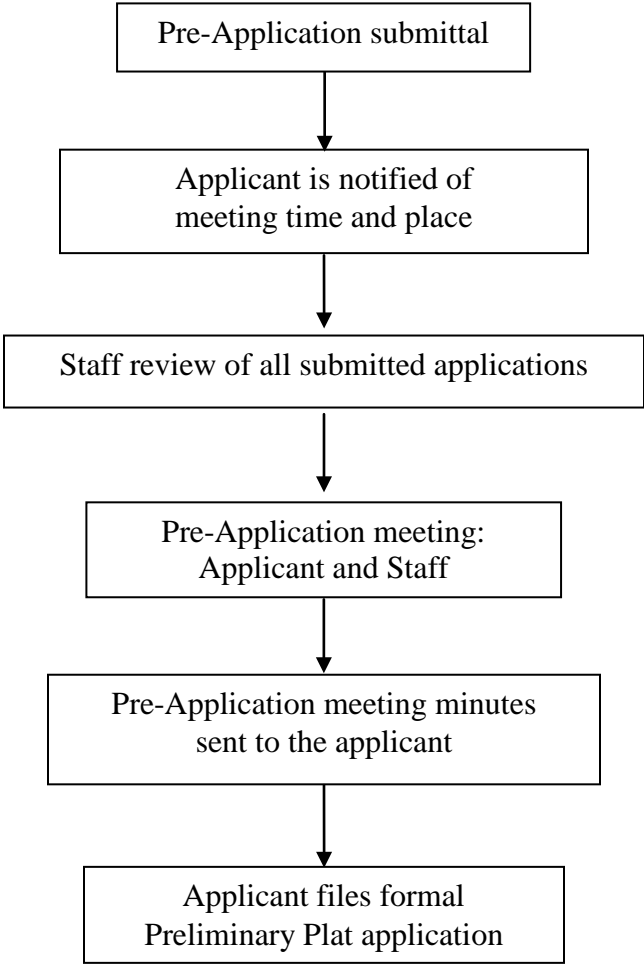 Pre-Application submittal
Applicant is notified of
meeting time and place
Staff review of all submitted applications
Pre-Application meeting:
Applicant and Staff
Pre-Application meeting minutes
sent to the applicant
Applicant files formal
Preliminary Plat application